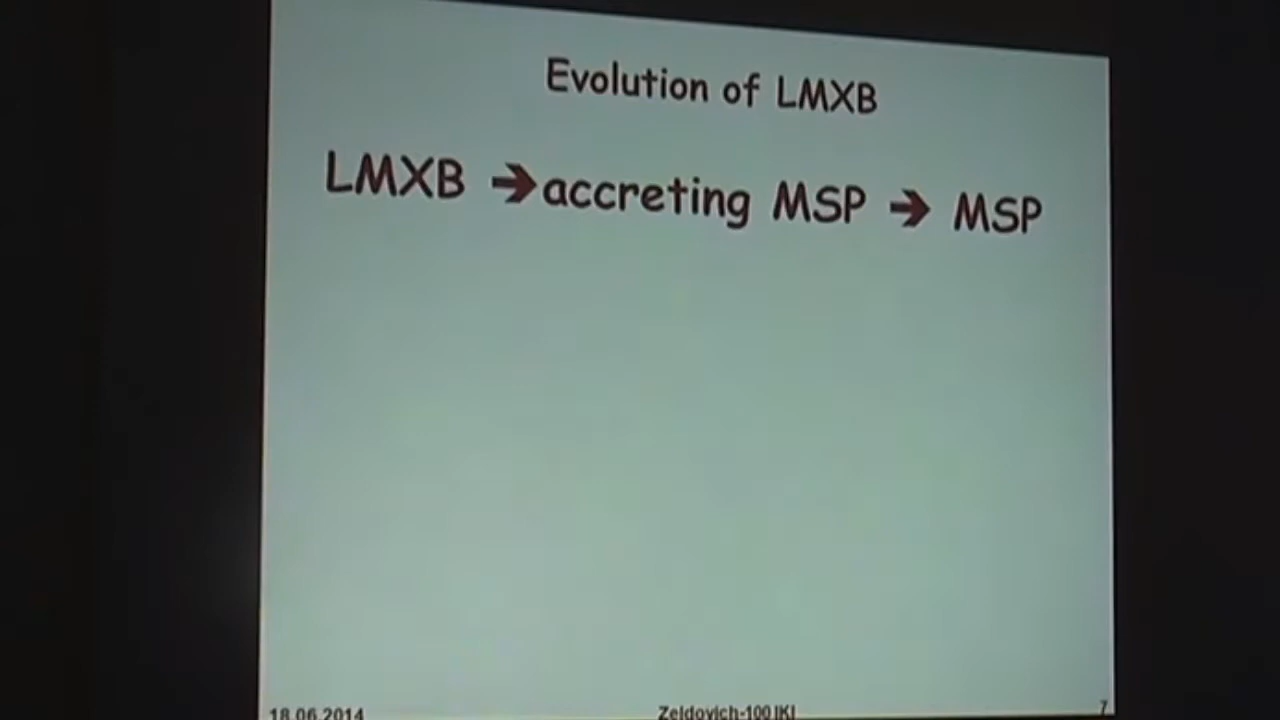 Evolution of LMXB
LMXB ➔accreting MSP ➔ MSP
18.06.2014 Zeldovich-100 IKI 7